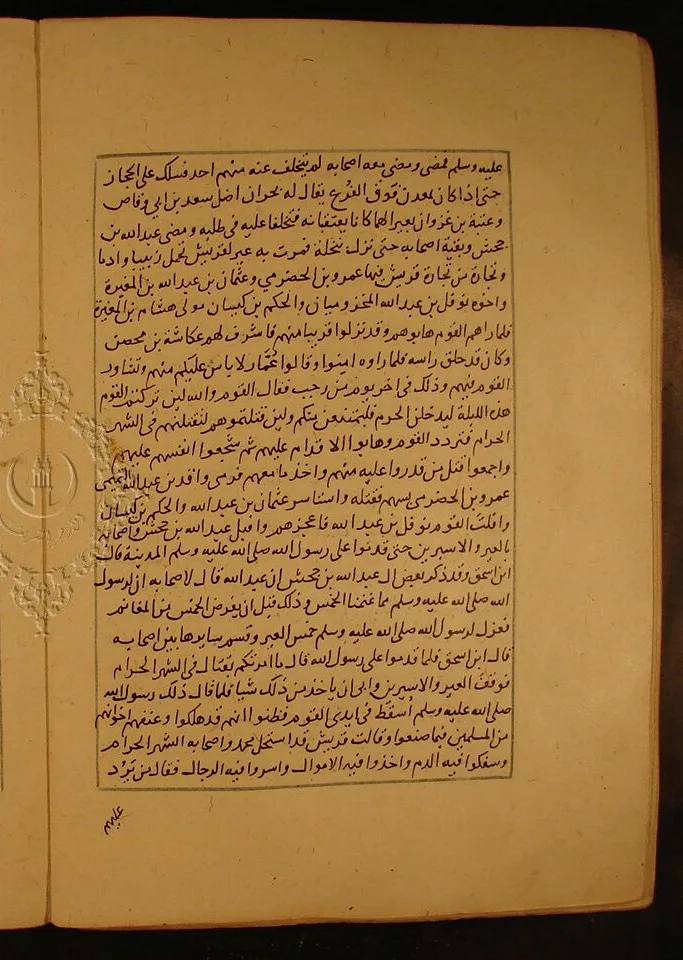 عليه وسلم فمضى ومضى معه اصحابه لم يتخلف عنه منهم احد فسلك على الحجاز
حتى اذا كان بمعدن فوق الفرع يقال له بحران اضل سعد بن ابي وقاص
وعتبة بن غزوان بعيرا لهما كانا يعتقبانه فتخلفا عليه في طلبه ومضى عبد الله بن
جحش وبقية اصحابه حتى نزل بنخلة فمرت به عير لقريش تحمل زبيبا وادما
وتجارة من تجارة قريش فيها عمرو بن الحضرمي وعثمان بن عبد الله بن المغيرة
واخوه نوفل بن عبد الله المخزوميان والحكم بن كيسان مولى هشام بن المغيرة
فلما راهم القوم هابوهم وقد نزلوا قريبا منهم فاشرف لهم عكاشة بن محصن
وكان قد حلق راسه فلما راوه امنوا وقالوا عُمّار لا باس عليكم منهم وتشاور
القوم فيهم وذلك في اخر يوم من رجب فقال القوم والله لين تركتم القوم
هذه الليلة ليدخلن الحرم فليمتنعن منكم ولين قتلتموهم لتقتلنهم في الشهر
الحرام فتردد القوم وهابوا الاقدام عليهم ثم شجعوا انفسهم عليهم
واجمعوا قتل من قدروا عليه منهم واخذ ما معهم فرمى واقد بن عبد الله التميمي
عمرو بن الحضرمي بسهم فقتله واستاسر عثمان بن عبد الله والحكم بن كيسان
وافلت القوم نوفل بن عبد الله فاعجزهم واقبل عبد الله بن جحش واصحابه
بالعير والاسيرين حتى قدموا على رسول الله صلى الله عليه وسلم المدينة قال
ابن اسحق وقد ذكر بعض ال عبد الله بن جحش ان عبد الله قال لاصحابه ان لرسول
الله صلى الله عليه وسلم مما غنمنا الخمس وذلك قبل ان يفرض الخمس من المغانم
فعزل لرسول الله صلى الله عليه وسلم خمس العير وقسم سايرها بين اصحابه
قال ابن اسحق فلما قدموا على رسول الله قال ما امرتكم بقتال في الشهر الحرام
فوقف العير والاسيرين وابى ان ياخذ من ذلك شيا فلما قال ذلك رسول الله
صلى الله عليه وسلم اسقط في ايدي القوم فظنوا انهم قد هلكوا وعنفهم اخوانهم
من المسلمين فيما صنعوا وقالت قريش قد استحل محمد واصحابه الشهر الحرام
وسفكوا فيه الدم واخذوا فيه الاموال واسروا فيه الرجال فقال من يَرُد
عليهم